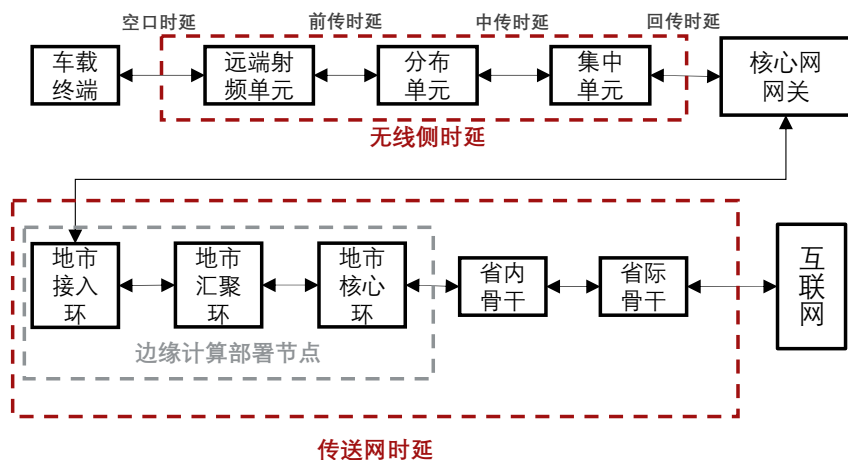 空口时延 前传时延 中传时延 回传时延
车载
终端
远端射
频单元
分布
单元
集中
单元
核心网
网关
无线侧时延
地市
接入
环
地市
汇聚
环
地市
核心
环
省内
骨干
省际
骨干
互
联
网
边缘计算部署节点
传送网时延